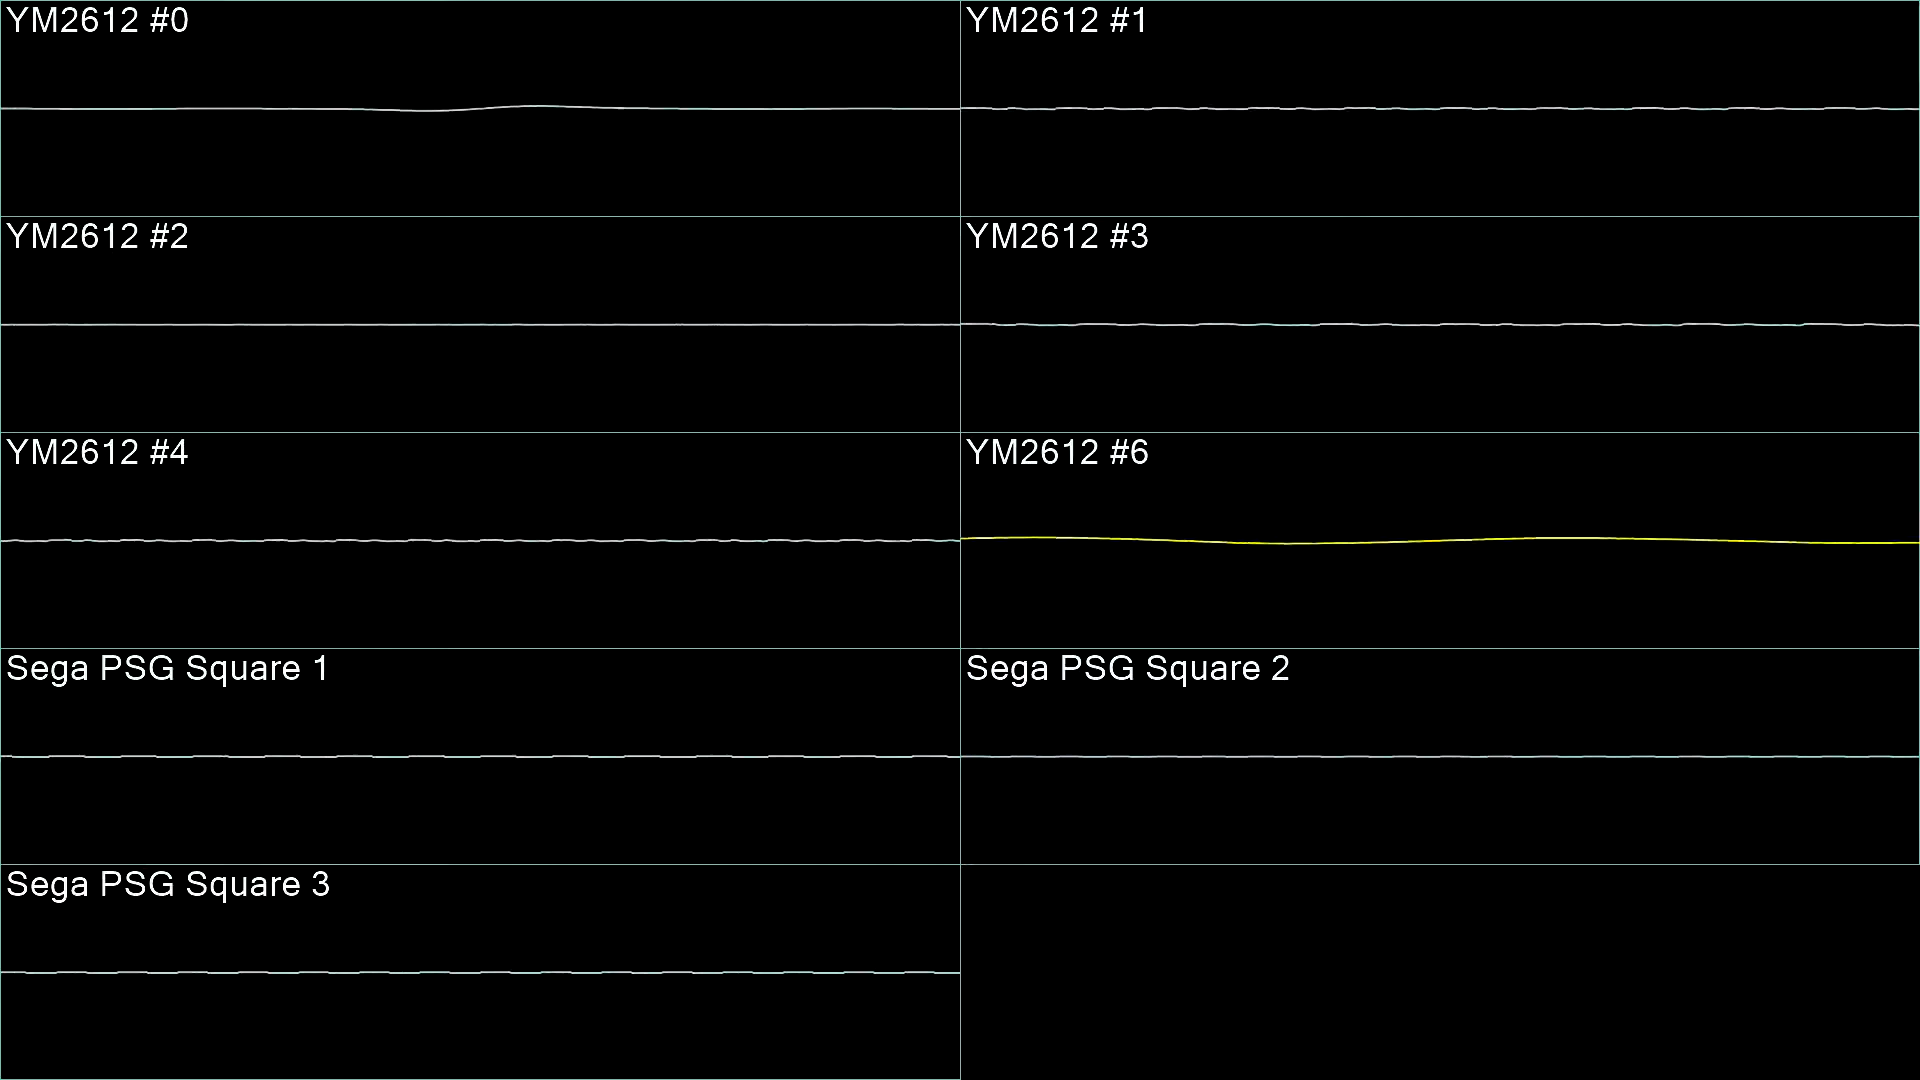 YM2612 #0
YM2612 #1
YM2612 #2
YM2612 #3
YM2612 #4
YM2612 #6
Sega PSG Square 1
Sega PSG Square 2
Sega PSG Square 3